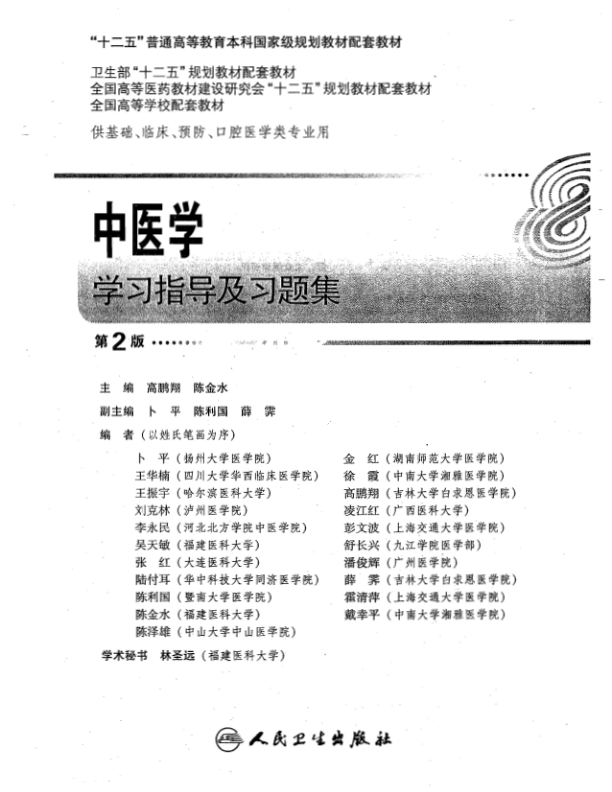 “十二五”普通高等教育本科国家级规划教材配套教材
卫生部“十二五”规划教材配套教材
全国高等医药教材建设研究会“十二五”规划教材配套教材
全国高等学校配套教材
供基础、临床、预防、口腔医学类专业用
8
中医学
学习指导及习题集
第2版
主 编 高鹏翔 陈金水
副主编 卜 平 陈利国 薛 霁
编 者（以姓氏笔画为序）
卜 平（扬州大学医学院）
王华楠（四川大学华西临床医学院）
王振宇（哈尔滨医科大学）
刘克林（泸州医学院）
李永民（河北北方学院中医学院）
吴天敏（福建医科大学）
张 红（大连医科大学）
陆付耳（华中科技大学同济医学院）
陈利国（暨南大学医学院）
陈金水（福建医科大学）
陈泽雄（中山大学中山医学院）
金 红（湖南师范大学医学院）
徐 霞（中南大学湘雅医学院）
高鹏翔（吉林大学白求恩医学院）
凌江红（广西医科大学）
彭文波（上海交通大学医学院）
舒长兴（九江学院医学部）
潘俊辉（广州医学院）
薛 霁（吉林大学白求恩医学院）
霍清萍（上海交通大学医学院）
戴幸平（中南大学湘雅医学院）
学术秘书 林圣远（福建医科大学）
人民卫生出版社